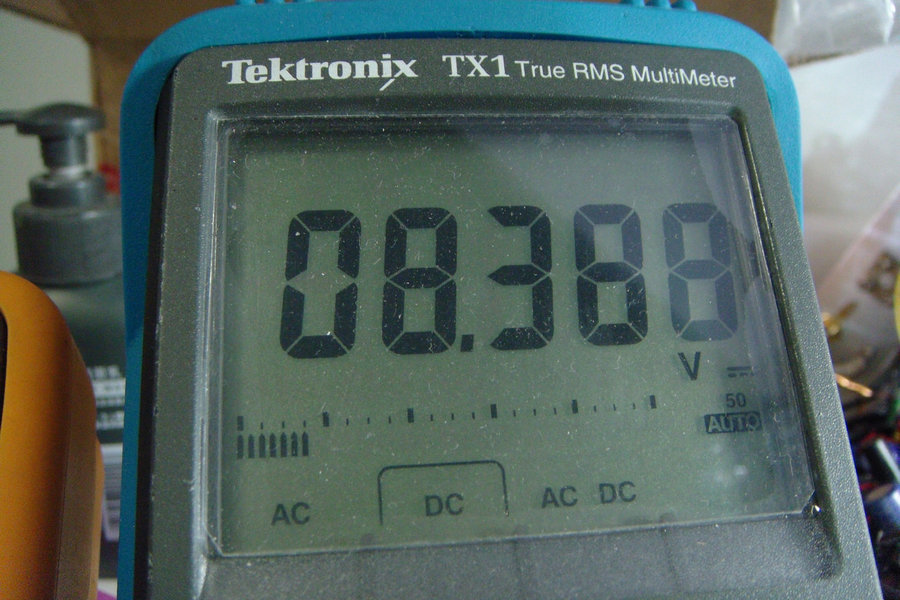 Tektronix TX1 True RMS MultiMeter
08.388
V
50
AUTO
AC DC AC DC